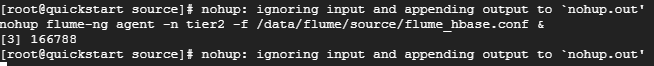 [root@quickstart source]# nohup: ignoring input and appending output to `nohup.out'
nohup flume-ng agent -n tier2 -f /data/flume/source/flume_hbase.conf &
[3] 166788
[root@quickstart source]# nohup: ignoring input and appending output to `nohup.out'